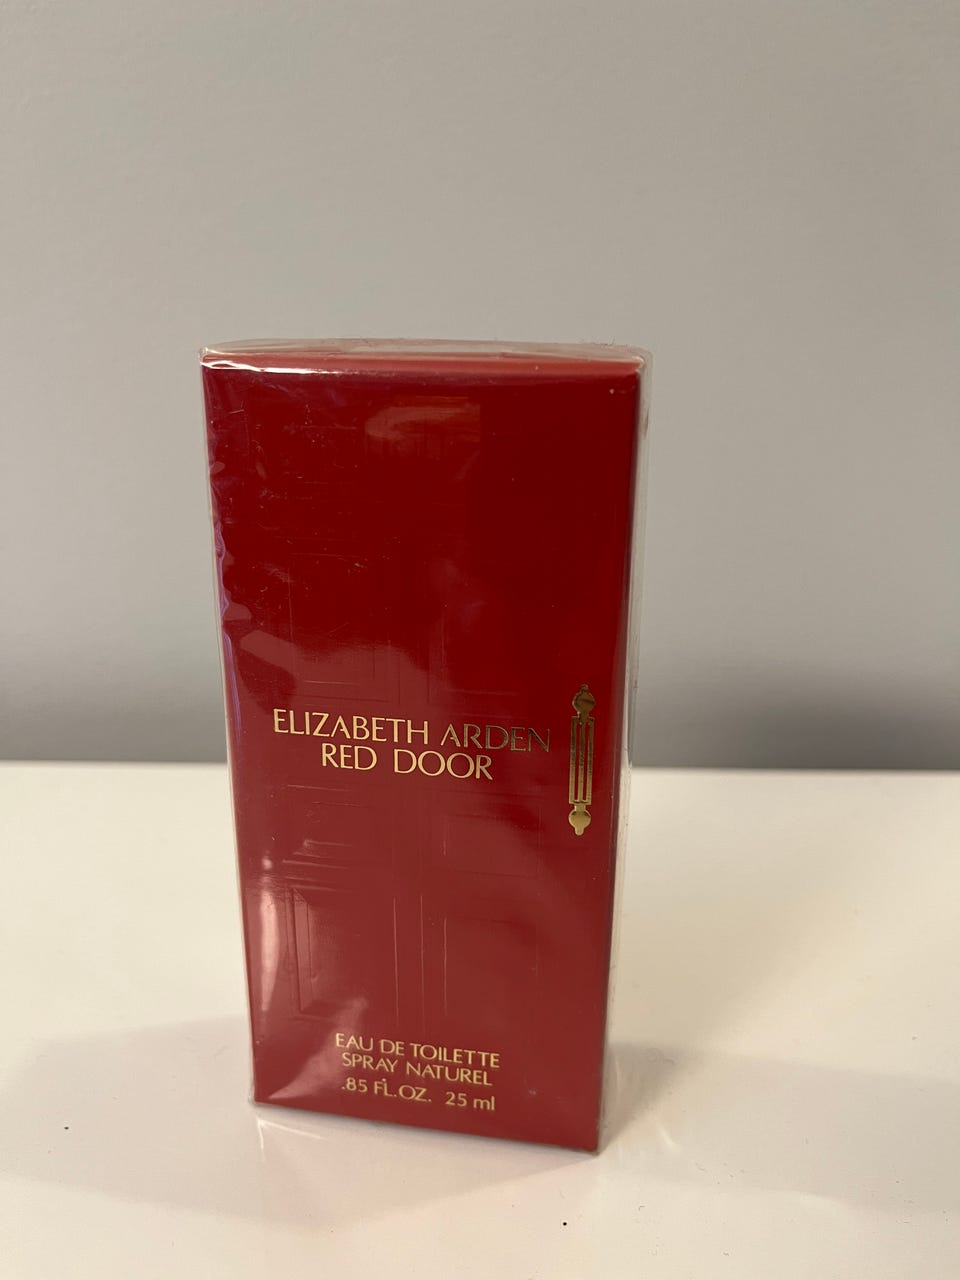 ELIZABETH ARDEN
RED DOOR
EAU DE TOILETTE
SPRAY NATUREL
.85 FL.OZ. 25 ml